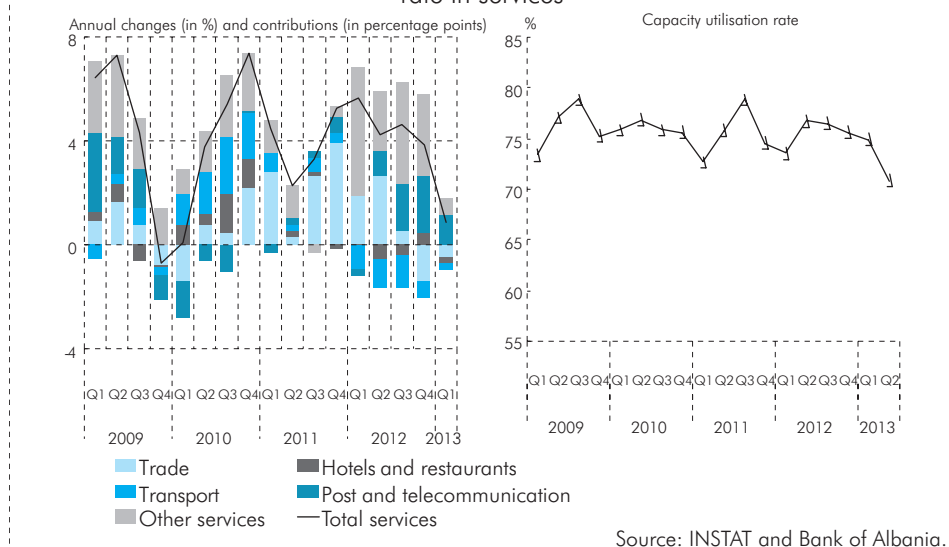 rate in services
Annual changes (in %) and contributions (in percentage points)
8
4
0
-4
Q1 Q2 Q3 Q4 Q1 Q2 Q3 Q4 Q1 Q2 Q3 Q4 Q1 Q2 Q3 Q4 Q1
2009 2010 2011 2012 2013
Trade
Hotels and restaurants
Transport
Post and telecommunication
Other services
Total services
% Capacity utilisation rate
85
80
75
70
65
60
55
Q1 Q2 Q3 Q4 Q1 Q2 Q3 Q4 Q1 Q2 Q3 Q4 Q1 Q2 Q3 Q4 Q1 Q2
2009 2010 2011 2012 2013
Source: INSTAT and Bank of Albania.